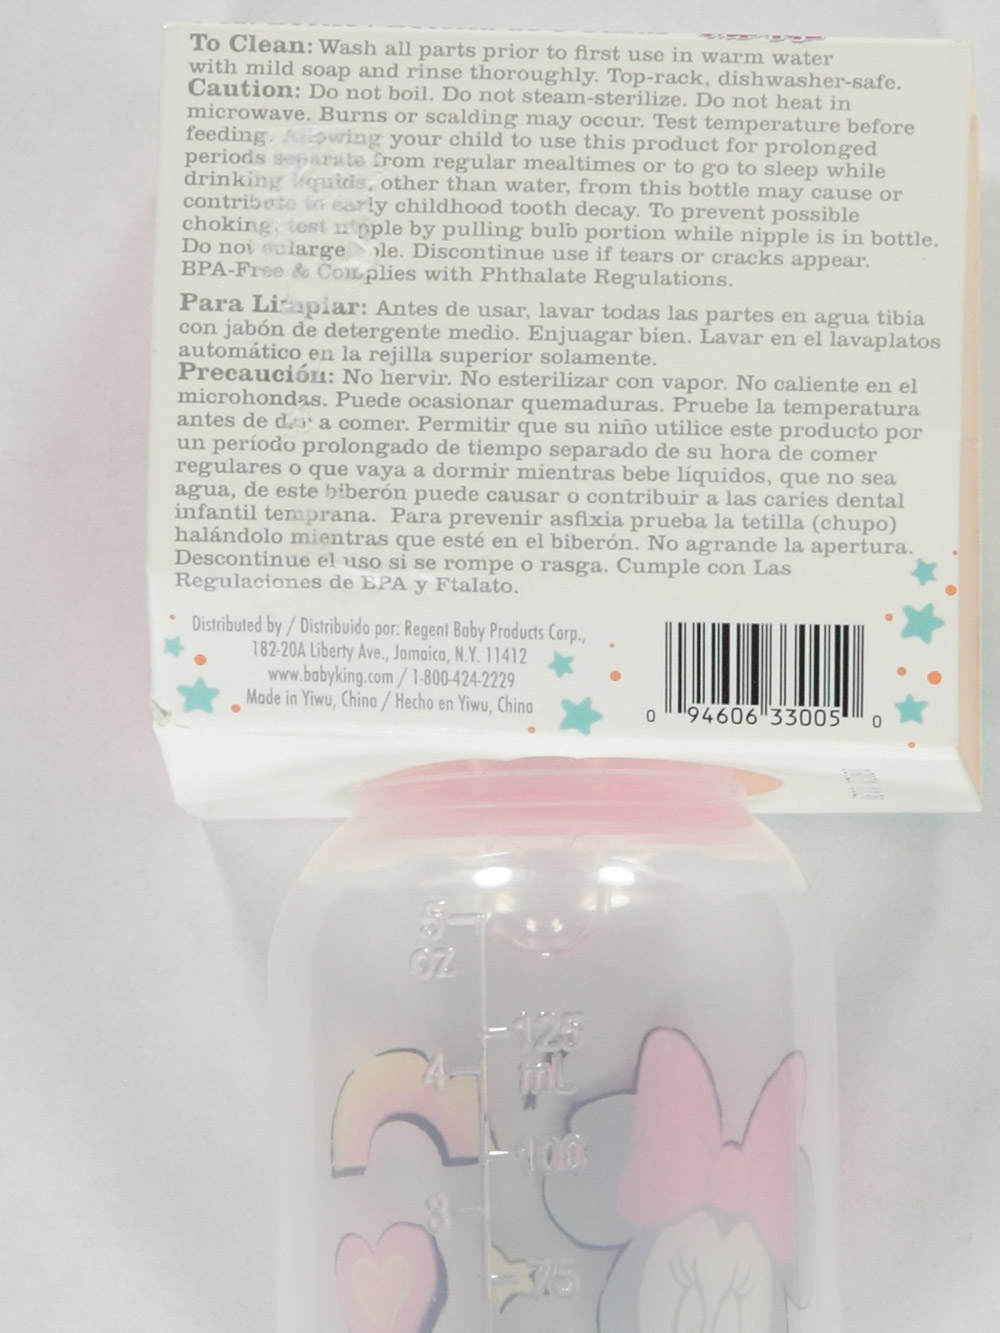 To Clean: Wash all parts prior to first use in warm water
with mild soap and rinse thoroughly. Top-rack, dishwasher-safe.
Caution: Do not boil. Do not steam-sterilize. Do not heat in
microwave. Burns or scalding may occur. Test temperature before
feeding. Allowing your child to use this product for prolonged
periods separate from regular mealtimes or to go to sleep while
drinking liquids, other than water, from this bottle may cause or
contribute to early childhood tooth decay. To prevent possible
choking, test nipple by pulling bulb portion while nipple is in bottle.
Do not enlarge Discontinue use if tears or cracks appear.
BPA-Free & Complies with Phthalate Regulations.
Para Limpiar: Antes de usar, lavar todas las partes en agua tibia
con jabón de detergente medio. Enjuagar bien. Lavar en el lavaplatos
automático en la rejilla superior solamente.
Precaución: No hervir. No esterilizar con vapor. No caliente en el
microhondas. Puede ocasionar quemaduras. Pruebe la temperatura
antes de dar a comer. Permitir que su niño utilice este producto por
un período prolongado de tiempo separado de su hora de comer
regulares o que vaya a dormir mientras bebe líquidos, que no sea
agua, de este biberón puede causar o contribuir a las caries dental
infantil temprana. Para prevenir asfixia prueba la tetilla (chupo)
halándolo mientras que esté en el biberón. No agrande la apertura.
Descontinue el uso si se rompe o rasga. Cumple con Las
Regulaciones de BPA y Ftalato.
Distributed by / Distribuido por: Regent Baby Products Corp.,
182-20A Liberty Ave., Jamaica, N.Y. 11412
www.babyking.com / 1-800-424-2229
Made in Yiwu, China / Hecho en Yiwu, China
0 94606 33005 0
5
OZ
125
mL
4
100
3
75